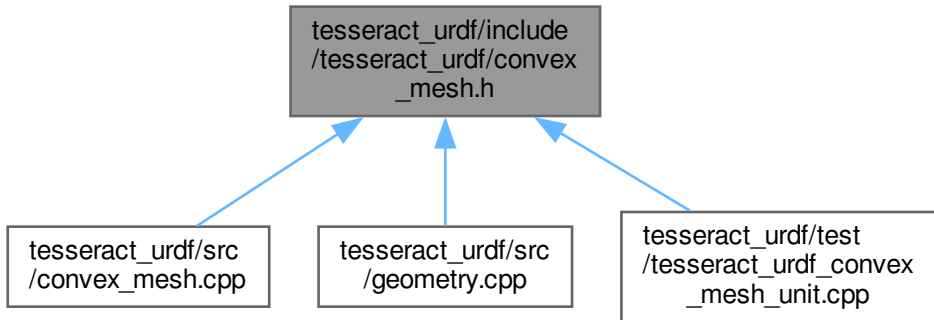 tesseract_urdf/include
/tesseract_urdf/convex
_mesh.h
tesseract_urdf/src
/convex_mesh.cpp
tesseract_urdf/src
/geometry.cpp
tesseract_urdf/test
/tesseract_urdf_convex
_mesh_unit.cpp